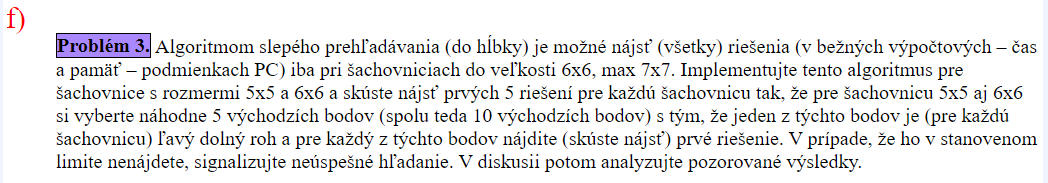 f)
Problém 3. Algoritmom slepého prehľadávania (do hĺbky) je možné nájsť (všetky) riešenia (v bežných výpočtových – čas
a pamäť – podmienkach PC) iba pri šachovniciach do veľkosti 6x6, max 7x7. Implementujte tento algoritmus pre
šachovnice s rozmermi 5x5 a 6x6 a skúste nájsť prvých 5 riešení pre každú šachovnicu tak, že pre šachovnicu 5x5 aj 6x6
si vyberte náhodne 5 východzích bodov (spolu teda 10 východzích bodov) s tým, že jeden z týchto bodov je (pre každú
šachovnicu) ľavý dolný roh a pre každý z týchto bodov nájdite (skúste nájsť) prvé riešenie. V prípade, že ho v stanovenom
limite nenájdete, signalizujte neúspešné hľadanie. V diskusii potom analyzujte pozorované výsledky.